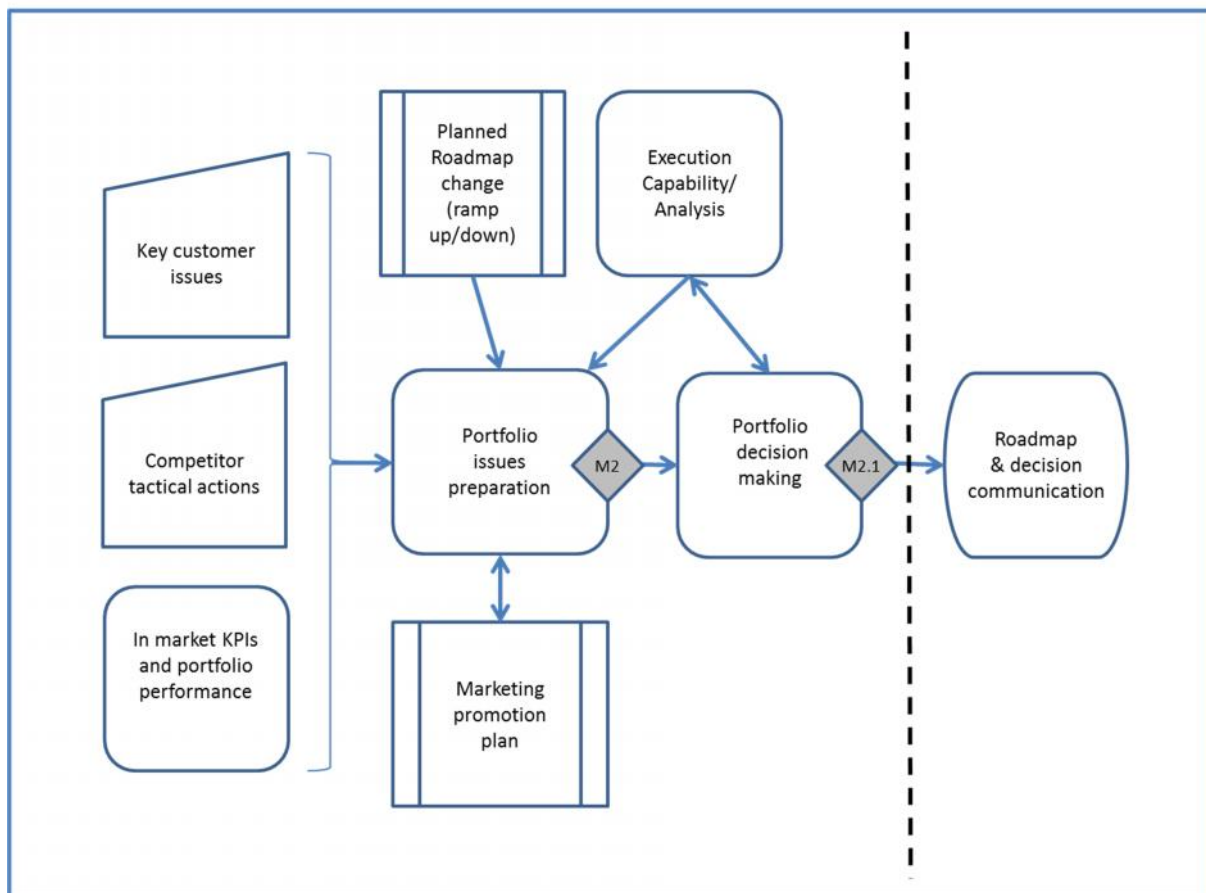 Planned
Roadmap
change
(ramp
up/down)
Execution
Capability/
Analysis
Key customer
issues
Competitor
tactical actions
In market KPIs
and portfolio
performance
Portfolio
issues
preparation
M2
Portfolio
decision
making
M2.1
Roadmap
& decision
communication
Marketing
promotion
plan